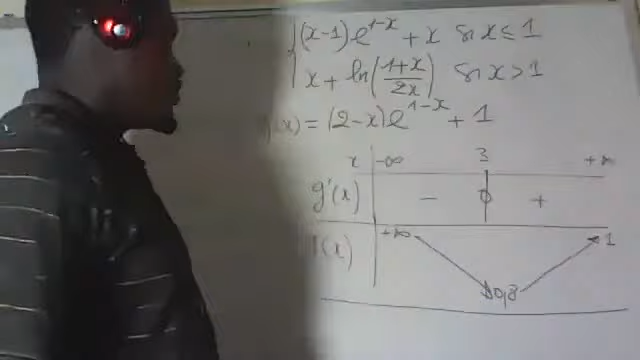 (x-1)e^{1-x} + x si x ≤ 1
x + ln((1+x)/(2x)) si x > 1
(x) = (2-x)e^{1-x} + 1
x -∞ 3 +∞
g'(x) - 0 +
(x) +∞ 0,8 1